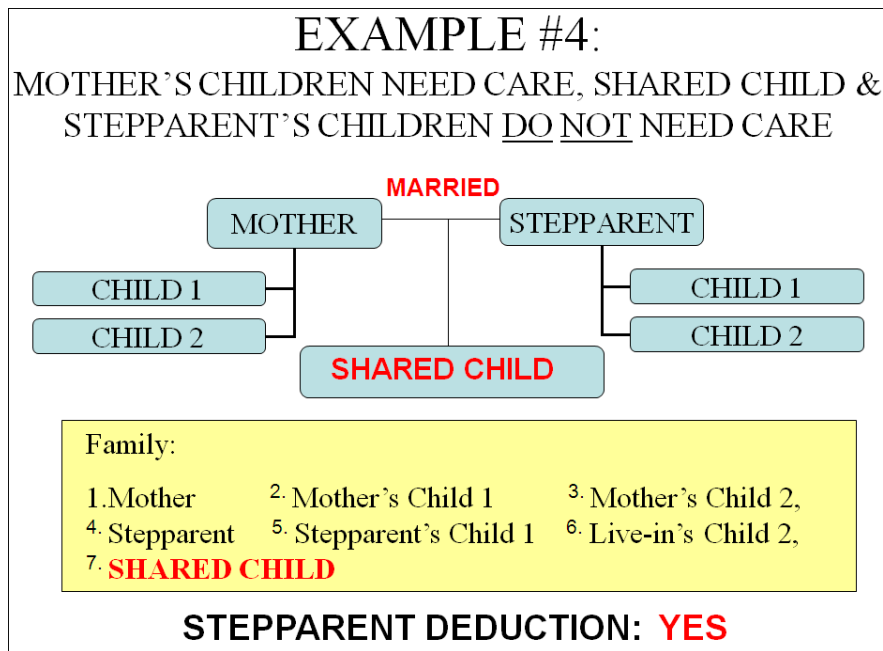 EXAMPLE #4:
MOTHER'S CHILDREN NEED CARE, SHARED CHILD &
STEPPARENT'S CHILDREN DO NOT NEED CARE
MARRIED
MOTHER
STEPPARENT
CHILD 1
CHILD 1
CHILD 2
CHILD 2
SHARED CHILD
Family:
1.Mother 2. Mother's Child 1 3. Mother's Child 2,
4. Stepparent 5. Stepparent's Child 1 6. Live-in's Child 2,
7. SHARED CHILD
STEPPARENT DEDUCTION: YES